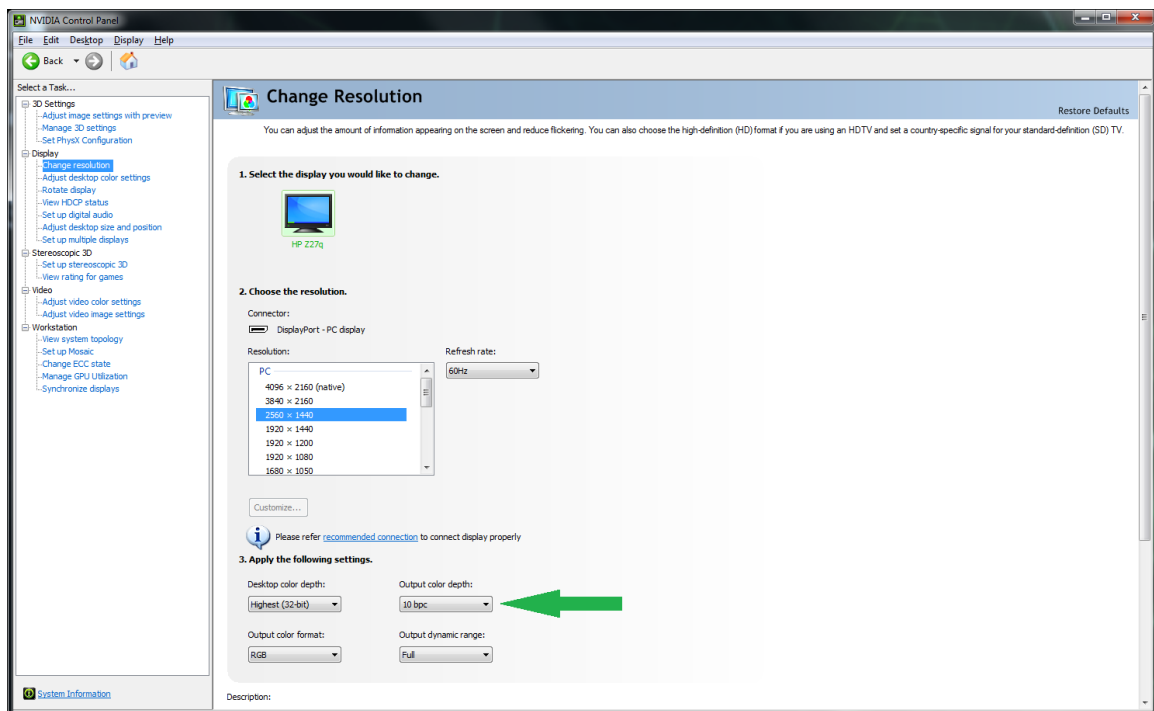 NVIDIA Control Panel
File Edit Desktop Display Help
Back
Select a Task...
3D Settings
Adjust image settings with preview
Manage 3D settings
Set PhysX Configuration
Display
Change resolution
Adjust desktop color settings
Rotate display
View HDCP status
Set up digital audio
Adjust desktop size and position
Set up multiple displays
Stereoscopic 3D
Set up stereoscopic 3D
View rating for games
Video
Adjust video color settings
Adjust video image settings
Workstation
View system topology
Set up Mosaic
Change ECC state
Manage GPU Utilization
Synchronize displays
System Information
Change Resolution
Restore Defaults
You can adjust the amount of information appearing on the screen and reduce flickering. You can also choose the high-definition (HD) format if you are using an HDTV and set a country-specific signal for your standard-definition (SD) TV.
1. Select the display you would like to change.
HP Z27q
2. Choose the resolution.
Connector:
DisplayPort - PC display
Resolution:
Refresh rate:
PC
60Hz
4096 × 2160 (native)
3840 × 2160
2560 × 1440
1920 × 1440
1920 × 1200
1920 × 1080
1680 × 1050
Customize...
Please refer recommended connection to connect display properly
3. Apply the following settings.
Desktop color depth: Output color depth:
Highest (32-bit) 10 bpc
Output color format: Output dynamic range:
RGB Full
Description: